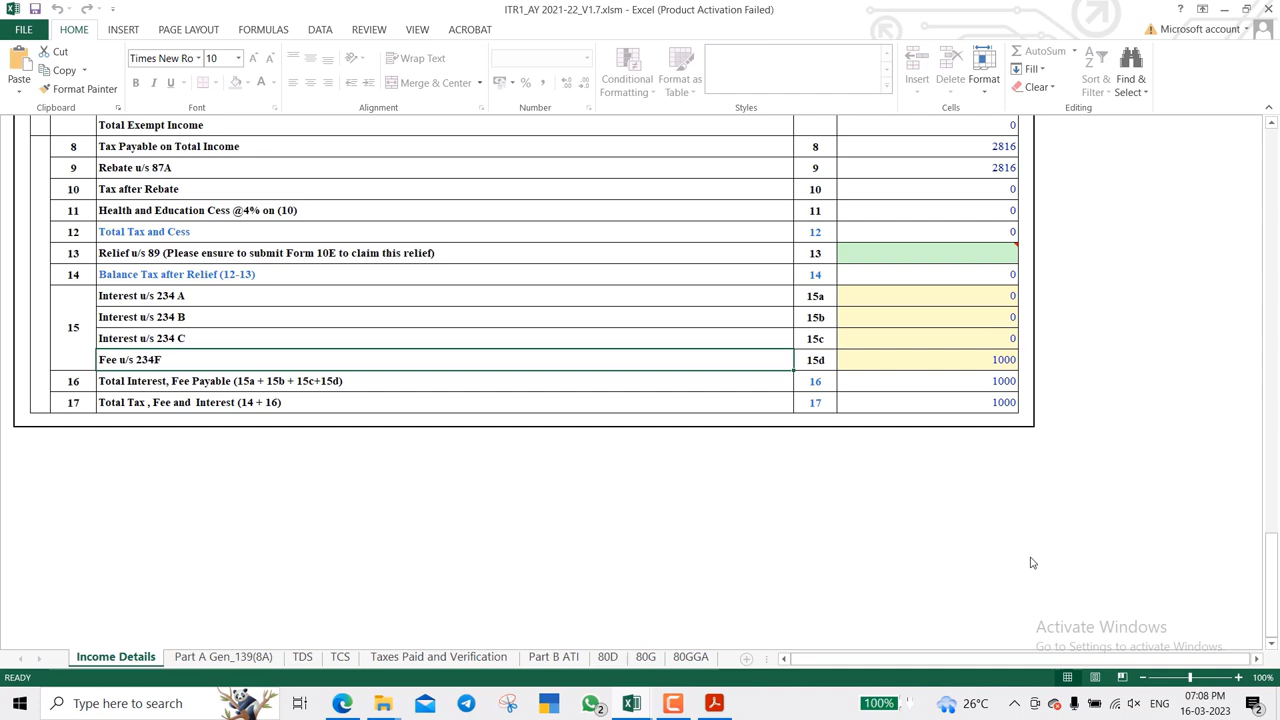 ITR1_AY 2021-22_V1.7.xlsm - Excel (Product Activation Failed)
FILE HOME INSERT PAGE LAYOUT FORMULAS DATA REVIEW VIEW ACROBAT Microsoft account
Paste Cut Copy Format Painter
Times New Ro 10
Wrap Text
Merge & Center
Conditional Formatting Format as Table
Insert Delete Format
AutoSum Fill Clear
Sort & Filter Find & Select
Clipboard Font Alignment Number Styles Cells Editing
Total Exempt Income 0
8 Tax Payable on Total Income 8 2816
9 Rebate u/s 87A 9 2816
10 Tax after Rebate 10 0
11 Health and Education Cess @4% on (10) 11 0
12 Total Tax and Cess 12 0
13 Relief u/s 89 (Please ensure to submit Form 10E to claim this relief) 13
14 Balance Tax after Relief (12-13) 14 0
Interest u/s 234 A 15a 0
15 Interest u/s 234 B 15b 0
Interest u/s 234 C 15c 0
Fee u/s 234F 15d 1000
16 Total Interest, Fee Payable (15a + 15b + 15c+15d) 16 1000
17 Total Tax , Fee and Interest (14 + 16) 17 1000
Activate Windows
Go to Settings to activate Windows.
Income Details Part A Gen_139(8A) TDS TCS Taxes Paid and Verification Part B ATI 80D 80G 80GGA
READY 100%
Type here to search 2 100% 26°C ENG 07:08 PM
16-03-2023 2